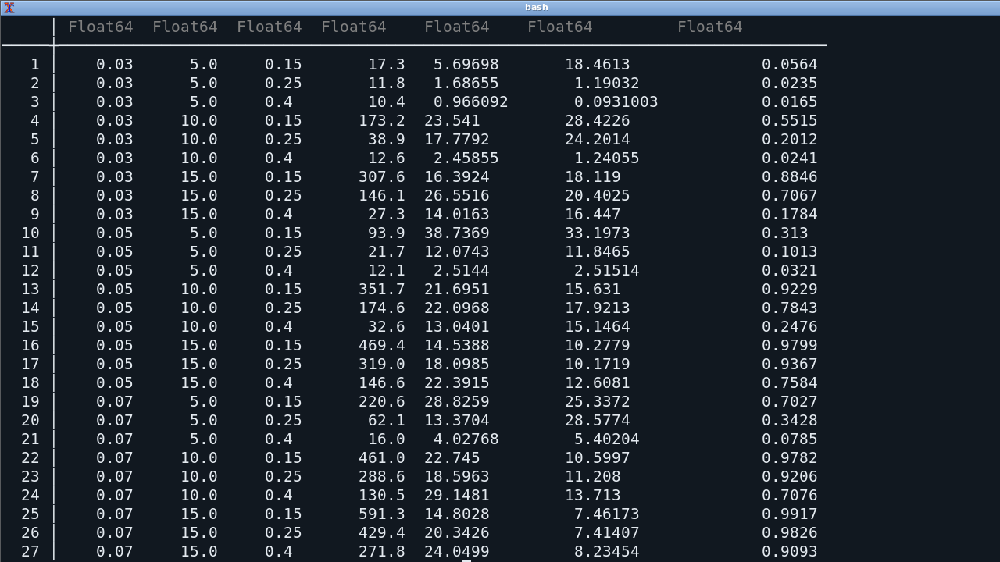 bash
Float64 Float64 Float64 Float64 Float64 Float64 Float64
1 0.03 5.0 0.15 17.3 5.69698 18.4613 0.0564
2 0.03 5.0 0.25 11.8 1.68655 1.19032 0.0235
3 0.03 5.0 0.4 10.4 0.966092 0.0931003 0.0165
4 0.03 10.0 0.15 173.2 23.541 28.4226 0.5515
5 0.03 10.0 0.25 38.9 17.7792 24.2014 0.2012
6 0.03 10.0 0.4 12.6 2.45855 1.24055 0.0241
7 0.03 15.0 0.15 307.6 16.3924 18.119 0.8846
8 0.03 15.0 0.25 146.1 26.5516 20.4025 0.7067
9 0.03 15.0 0.4 27.3 14.0163 16.447 0.1784
10 0.05 5.0 0.15 93.9 38.7369 33.1973 0.313
11 0.05 5.0 0.25 21.7 12.0743 11.8465 0.1013
12 0.05 5.0 0.4 12.1 2.5144 2.51514 0.0321
13 0.05 10.0 0.15 351.7 21.6951 15.631 0.9229
14 0.05 10.0 0.25 174.6 22.0968 17.9213 0.7843
15 0.05 10.0 0.4 32.6 13.0401 15.1464 0.2476
16 0.05 15.0 0.15 469.4 14.5388 10.2779 0.9799
17 0.05 15.0 0.25 319.0 18.0985 10.1719 0.9367
18 0.05 15.0 0.4 146.6 22.3915 12.6081 0.7584
19 0.07 5.0 0.15 220.6 28.8259 25.3372 0.7027
20 0.07 5.0 0.25 62.1 13.3704 28.5774 0.3428
21 0.07 5.0 0.4 16.0 4.02768 5.40204 0.0785
22 0.07 10.0 0.15 461.0 22.745 10.5997 0.9782
23 0.07 10.0 0.25 288.6 18.5963 11.208 0.9206
24 0.07 10.0 0.4 130.5 29.1481 13.713 0.7076
25 0.07 15.0 0.15 591.3 14.8028 7.46173 0.9917
26 0.07 15.0 0.25 429.4 20.3426 7.41407 0.9826
27 0.07 15.0 0.4 271.8 24.0499 8.23454 0.9093